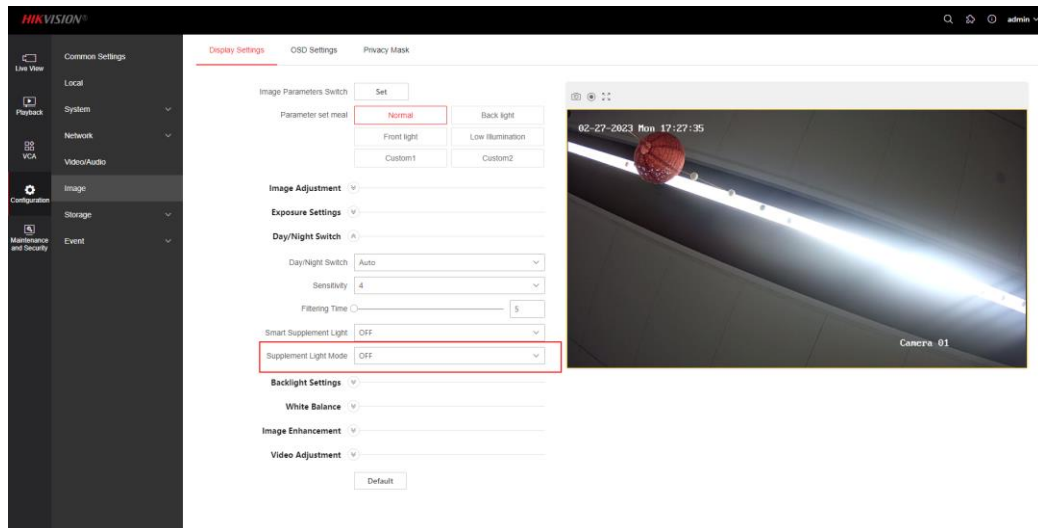 HIKVISION®
admin
Live View
Playback
VCA
Configuration
Maintenance
and Security
Common Settings
Local
System
Network
Video/Audio
Image
Storage
Event
Display Settings OSD Settings Privacy Mask
Image Parameters Switch Set
Parameter set meal Normal Back light
Front light Low Illumination
Custom1 Custom2
Image Adjustment
Exposure Settings
Day/Night Switch
Day/Night Switch Auto
Sensitivity 4
Filtering Time 5
Smart Supplement Light OFF
Supplement Light Mode OFF
Backlight Settings
White Balance
Image Enhancement
Video Adjustment
Default
02-27-2023 Mon 17:27:35
Camera 01